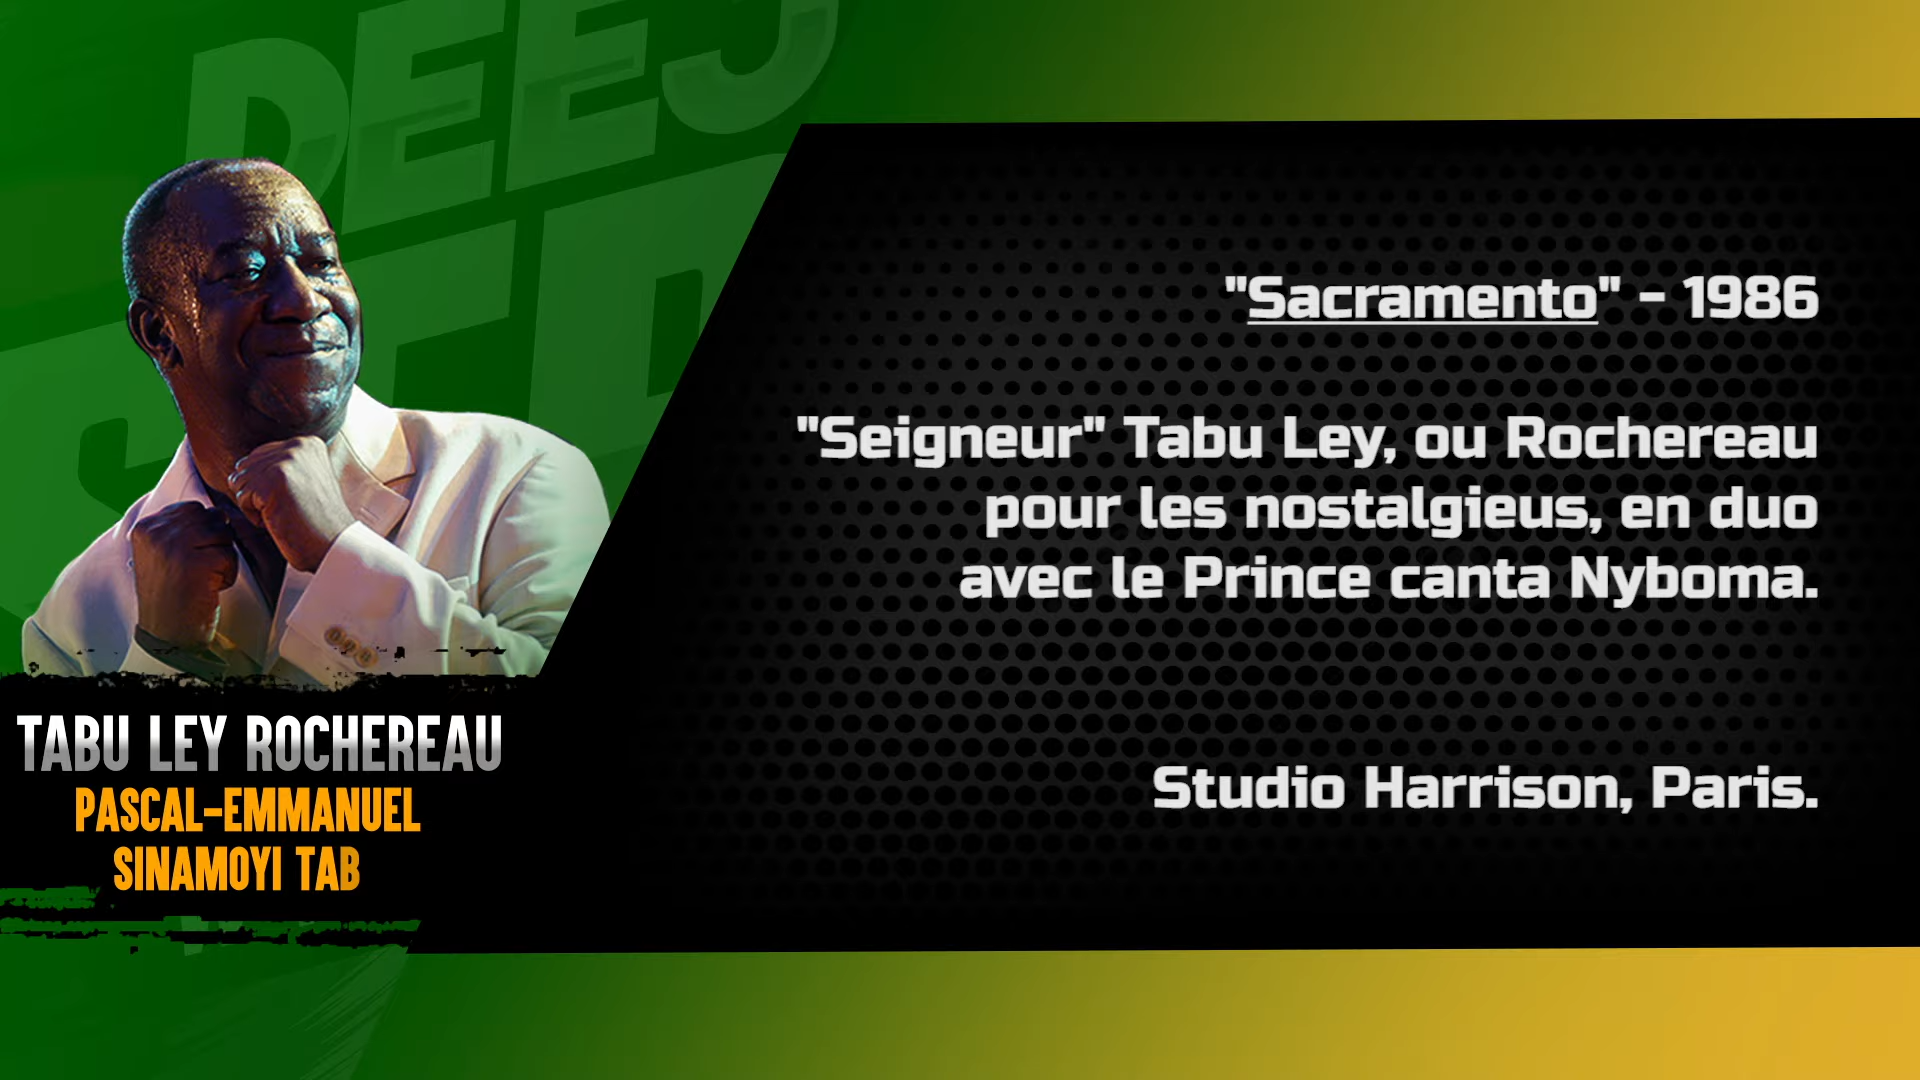 DEEJ
"Sacramento" - 1986
"Seigneur" Tabu Ley, ou Rochereau
pour les nostalgieus, en duo
avec le Prince canta Nyboma.
Studio Harrison, Paris.
TABU LEY ROCHEREAU
PASCAL-EMMANUEL
SINAMOYI TAB